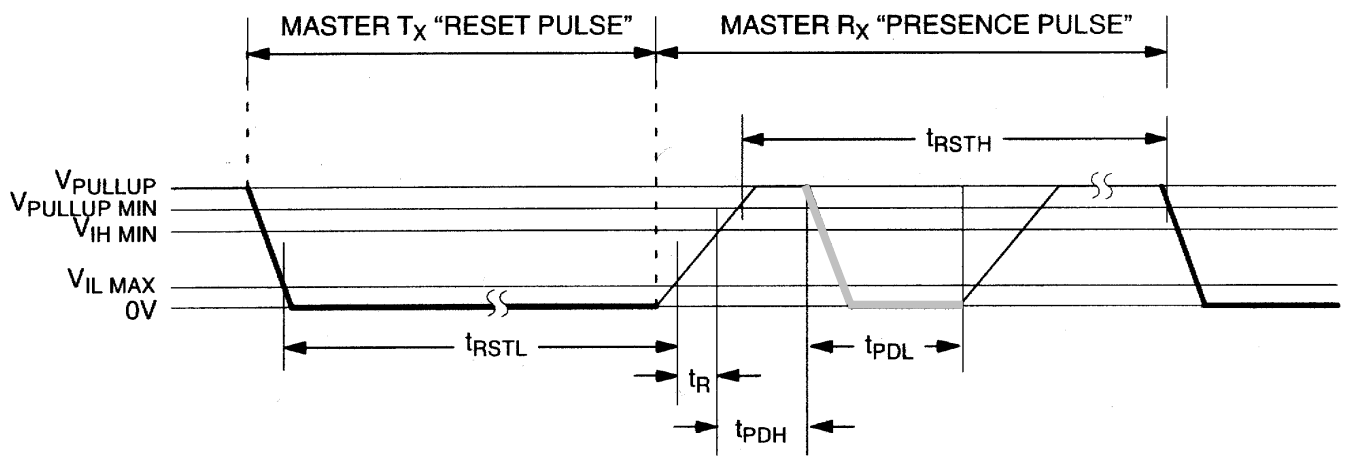 MASTER TX “RESET PULSE”
MASTER RX “PRESENCE PULSE”
tRSTH
VPULLUP
VPULLUP MIN
VIH MIN
VIL MAX
0V
tRSTL
tPDL
tR
tPDH